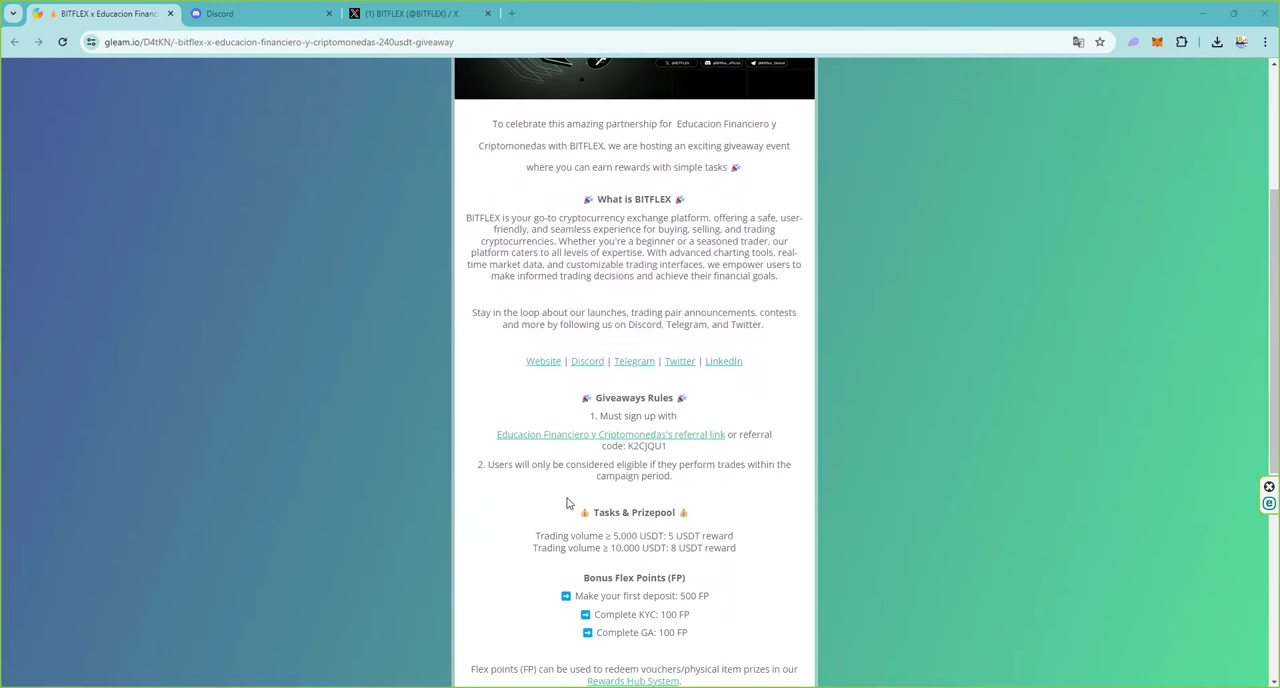 BITFLEX x Educacion Financ
Discord
(1) BITFLEX (@BITFLEX) / X
gleam.io/D4tKN/-bitflex-x-educacion-financiero-y-criptomonedas-240usdt-giveaway
@BITFLEX @Bitflex_official @Bitflex_Global
To celebrate this amazing partnership for Educacion Financiero y
Criptomonedas with BITFLEX, we are hosting an exciting giveaway event
where you can earn rewards with simple tasks 🎉
🎉 What is BITFLEX 🎉
BITFLEX is your go-to cryptocurrency exchange platform, offering a safe, user-
friendly, and seamless experience for buying, selling, and trading
cryptocurrencies. Whether you're a beginner or a seasoned trader, our
platform caters to all levels of expertise. With advanced charting tools, real-
time market data, and customizable trading interfaces, we empower users to
make informed trading decisions and achieve their financial goals.
Stay in the loop about our launches, trading pair announcements, contests
and more by following us on Discord, Telegram, and Twitter.
Website | Discord | Telegram | Twitter | LinkedIn
🎉 Giveaways Rules 🎉
1. Must sign up with
Educacion Financiero y Criptomonedas's referral link or referral
code: K2CJQU1
2. Users will only be considered eligible if they perform trades within the
campaign period.
💰 Tasks & Prizepool 💰
Trading volume ≥ 5,000 USDT: 5 USDT reward
Trading volume ≥ 10,000 USDT: 8 USDT reward
Bonus Flex Points (FP)
➡️ Make your first deposit: 500 FP
➡️ Complete KYC: 100 FP
➡️ Complete GA: 100 FP
Flex points (FP) can be used to redeem vouchers/physical item prizes in our
Rewards Hub System.